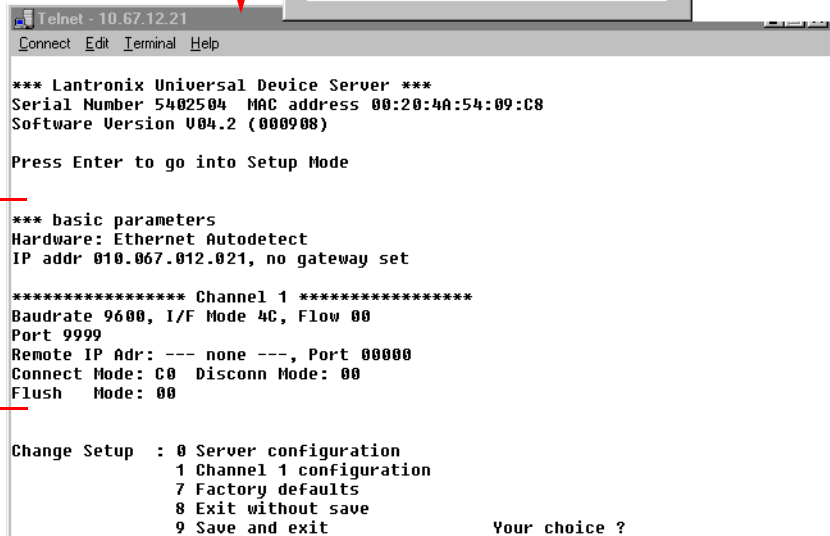 Telnet - 10.67.12.21
Connect Edit Terminal Help
*** Lantronix Universal Device Server ***
Serial Number 5402504 MAC address 00:20:4A:54:09:C8
Software Version V04.2 (000908)
Press Enter to go into Setup Mode
*** basic parameters
Hardware: Ethernet Autodetect
IP addr 010.067.012.021, no gateway set
***************** Channel 1 *****************
Baudrate 9600, I/F Mode 4C, Flow 00
Port 9999
Remote IP Adr: --- none ---, Port 00000
Connect Mode: C0 Disconn Mode: 00
Flush Mode: 00
Change Setup : 0 Server configuration
1 Channel 1 configuration
7 Factory defaults
8 Exit without save
9 Save and exit Your choice ?